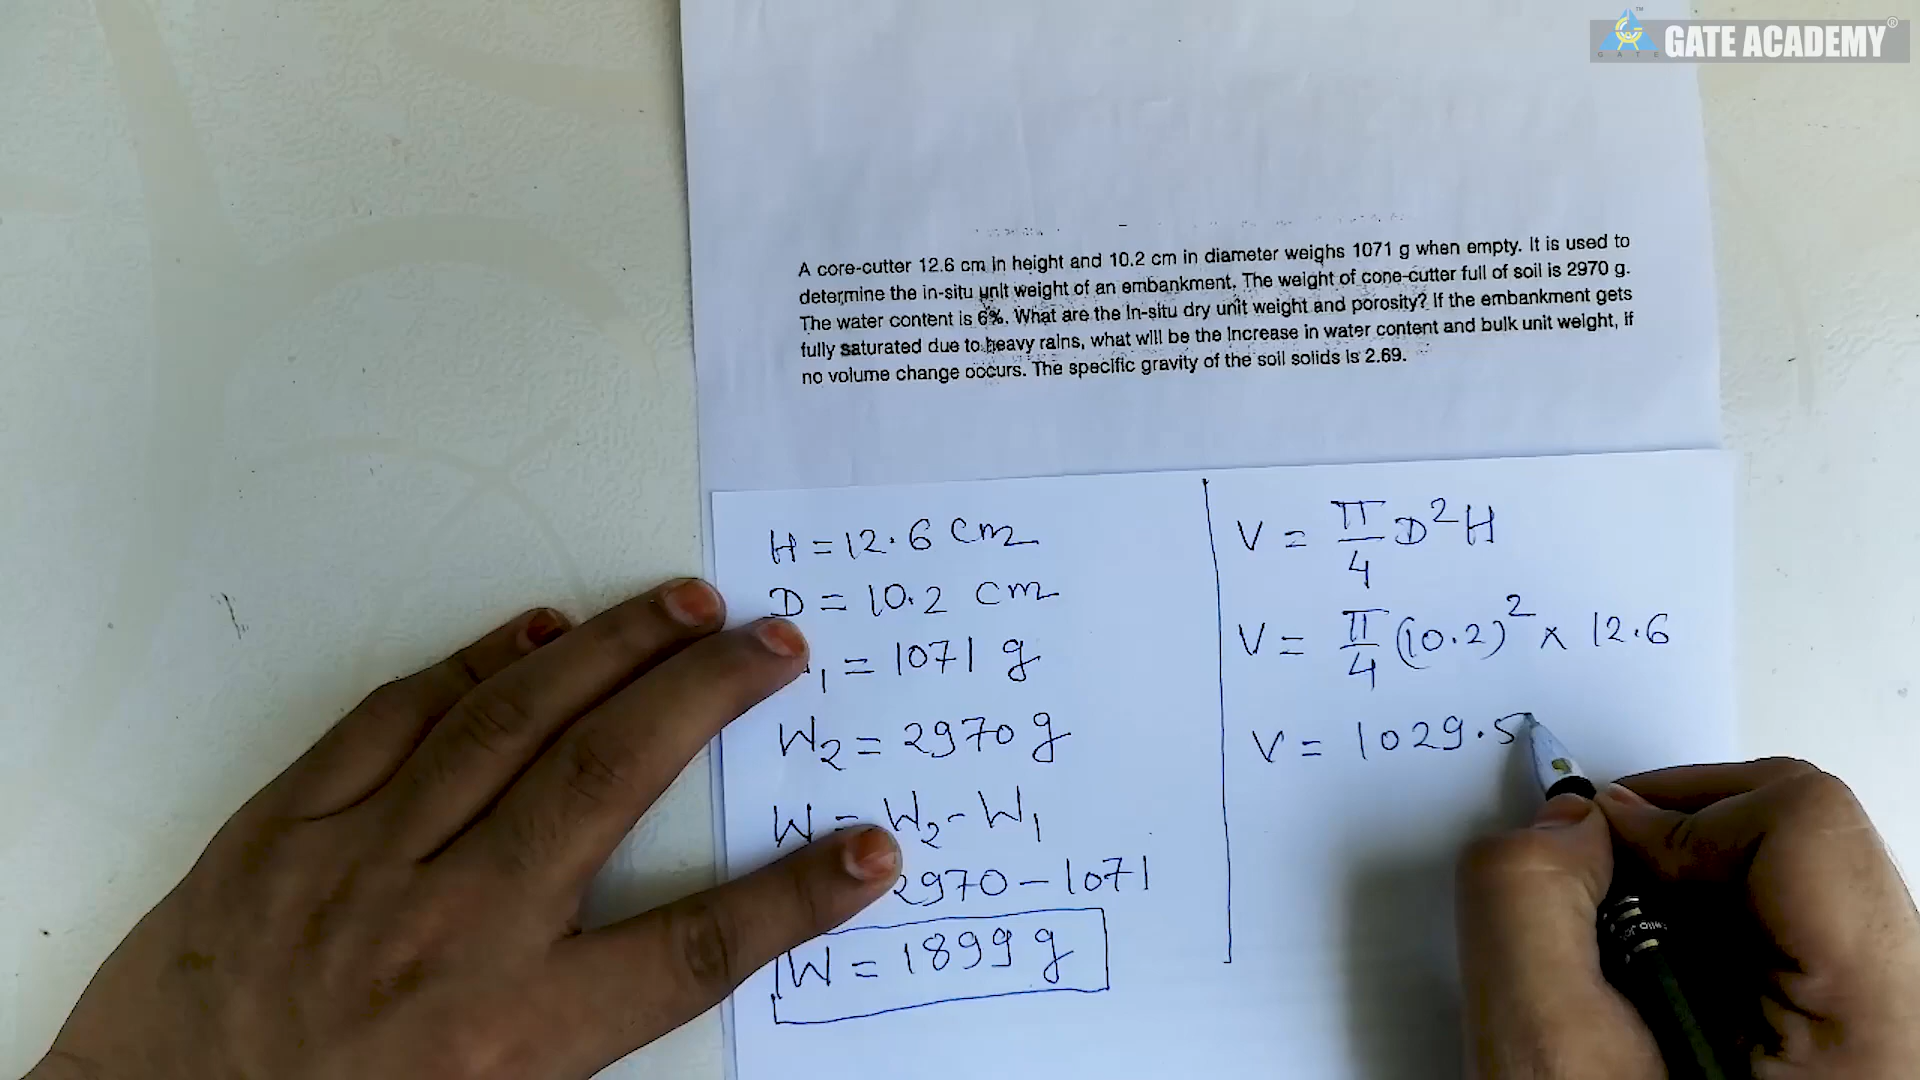 GATE ACADEMY®
A core-cutter 12.6 cm in height and 10.2 cm in diameter weighs 1071 g when empty. It is used to
determine the in-situ unit weight of an embankment. The weight of cone-cutter full of soil is 2970 g.
The water content is 6%. What are the in-situ dry unit weight and porosity? If the embankment gets
fully saturated due to heavy rains, what will be the increase in water content and bulk unit weight, if
no volume change occurs. The specific gravity of the soil solids is 2.69.
H = 12.6 cm
D = 10.2 cm
1 = 1071 g
W2 = 2970 g
W = W2 - W1
2970 - 1071
W = 1899 g
V = π/4 D²H
V = π/4 (10.2)² × 12.6
V = 1029.5